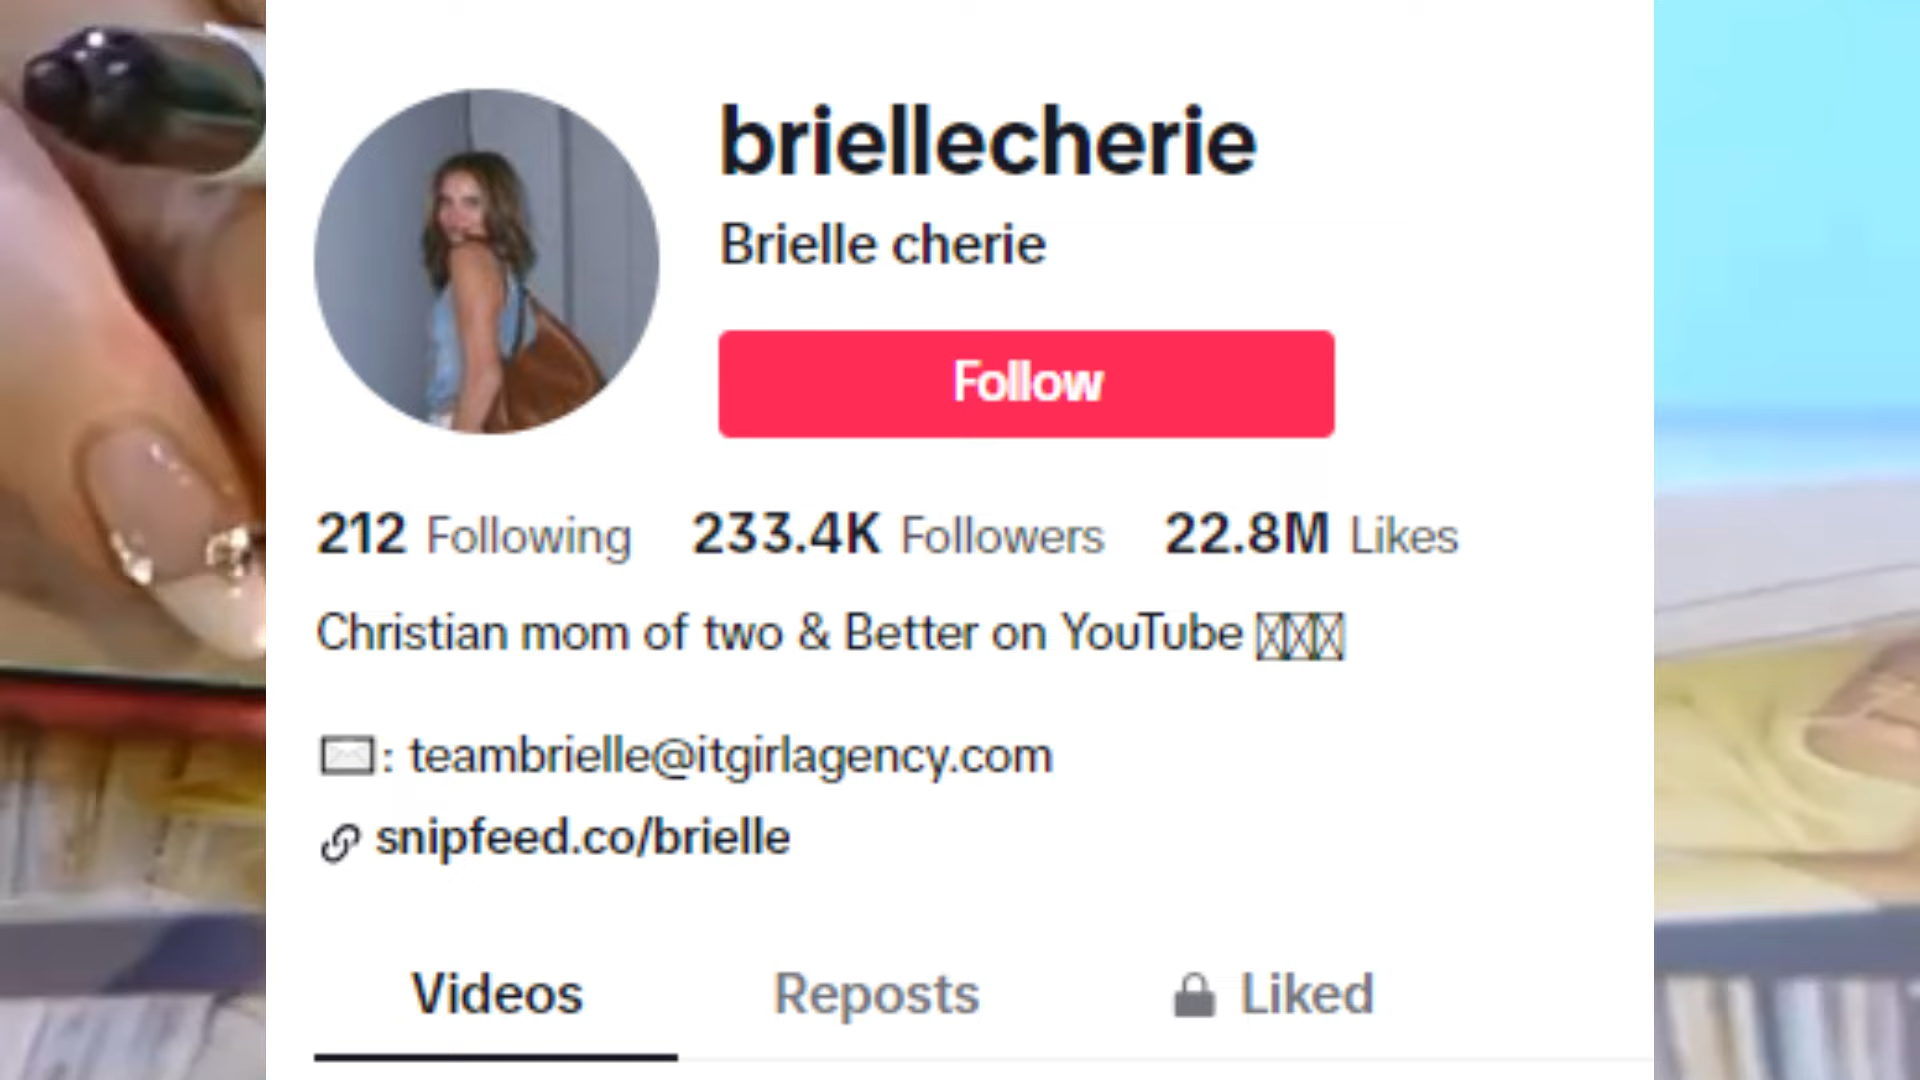 briellecherie
Brielle cherie
Follow
212 Following 233.4K Followers 22.8M Likes
Christian mom of two & Better on YouTube
✉️: teambrielle@itgirlagency.com
snipfeed.co/brielle
Videos Reposts Liked